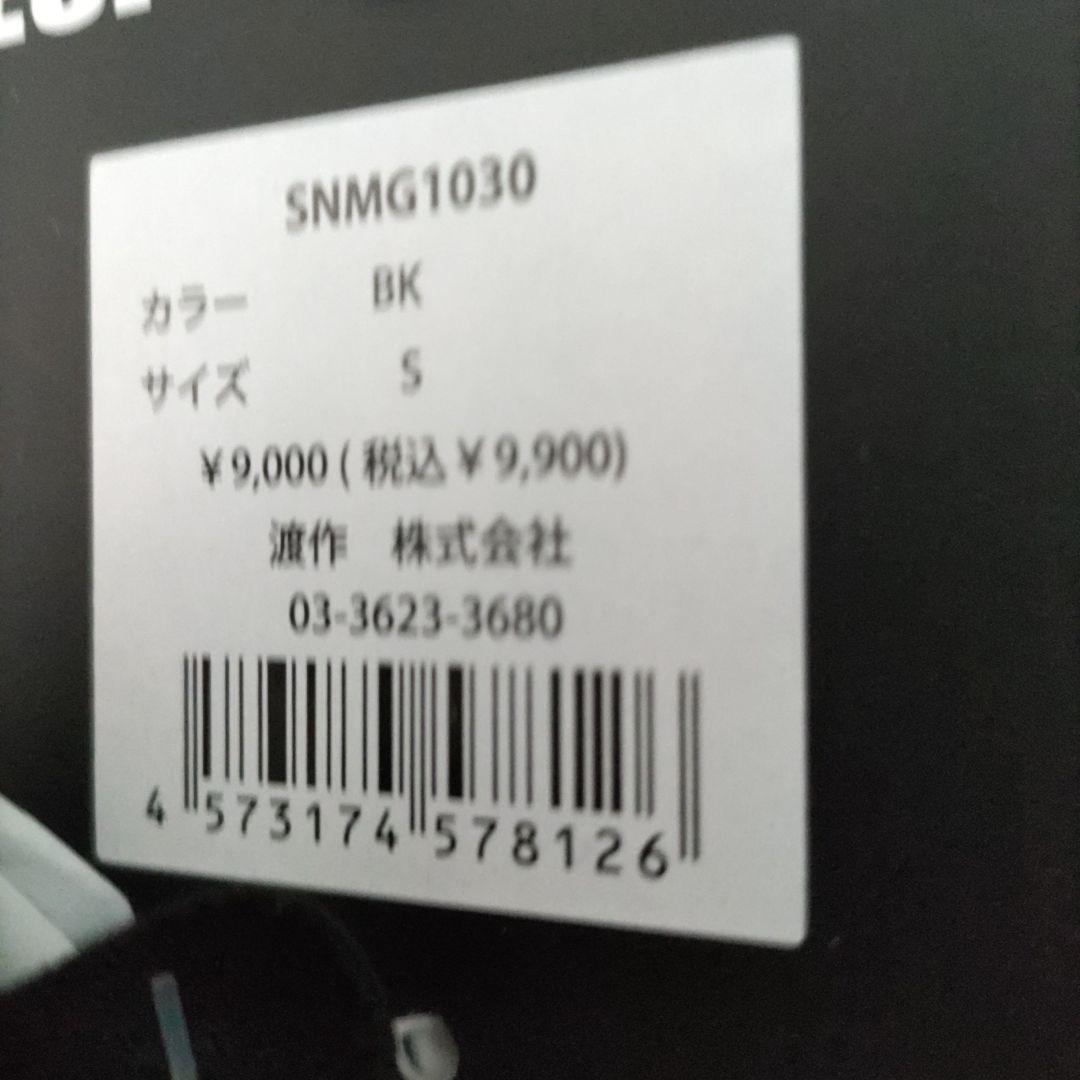 SNMG1030
カラー BK
サイズ S
¥9,000 ( 税込 ¥9,900)
渡作 株式会社
03-3623-3680
4 573174 578126